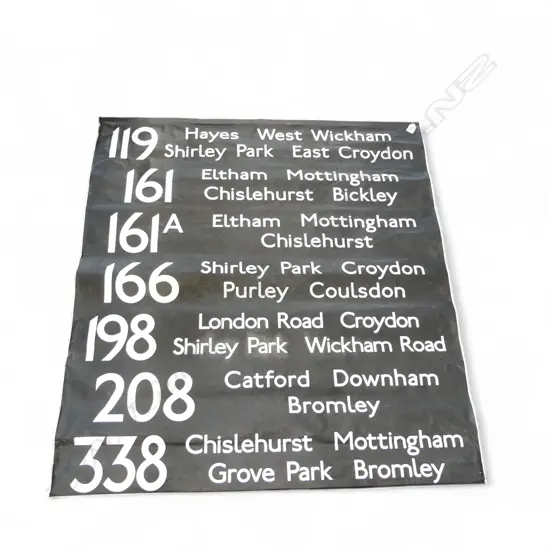 119 Hayes West Wickham
Shirley Park East Croydon
161 Eltham Mottingham
Chislehurst Bickley
161A Eltham Mottingham
Chislehurst
166 Shirley Park Croydon
Purley Coulsdon
198 London Road Croydon
Shirley Park Wickham Road
208 Catford Downham
Bromley
338 Chislehurst Mottingham
Grove Park Bromley